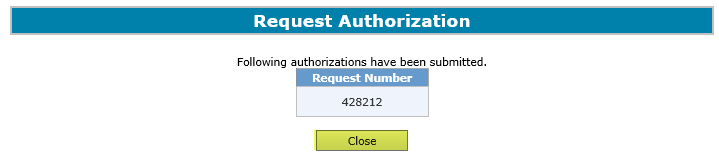 Request Authorization
Following authorizations have been submitted.
Request Number
428212
Close